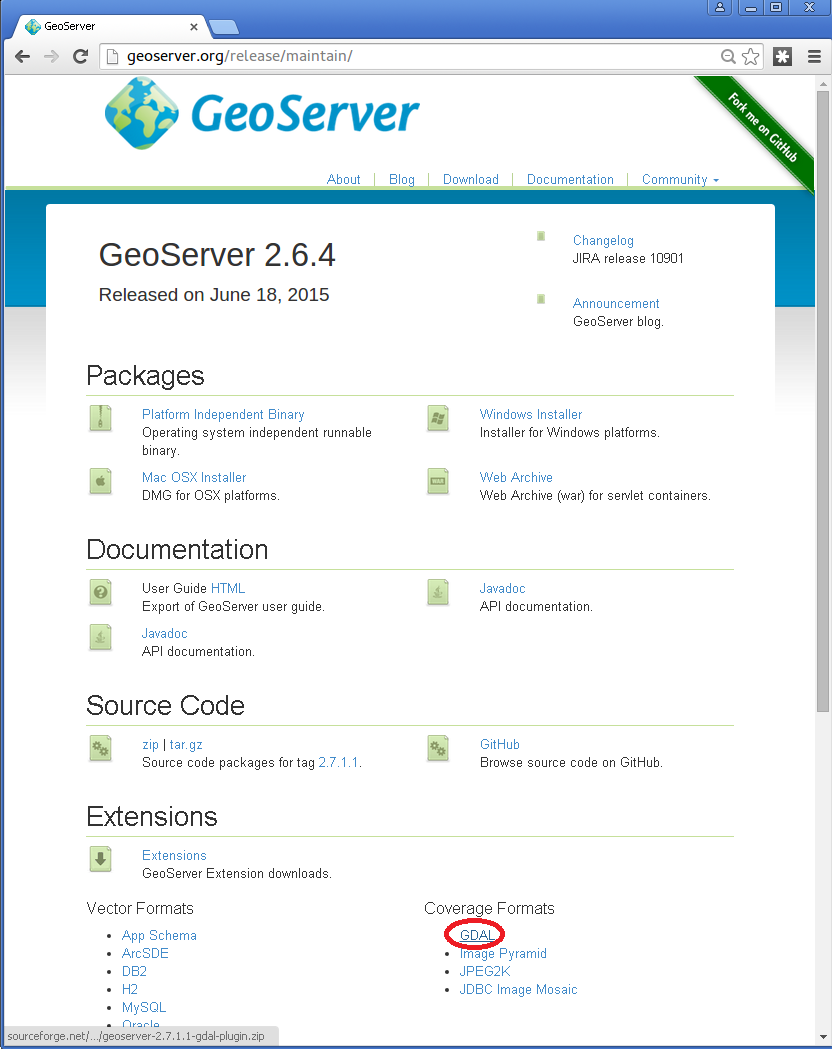 GeoServer
geoserver.org/release/maintain/
GeoServer
Fork me on GitHub
About
Blog
Download
Documentation
Community
GeoServer 2.6.4
Released on June 18, 2015
Changelog
JIRA release 10901
Announcement
GeoServer blog.
Packages
Platform Independent Binary
Operating system independent runnable
binary.
Windows Installer
Installer for Windows platforms.
Mac OSX Installer
DMG for OSX platforms.
Web Archive
Web Archive (war) for servlet containers.
Documentation
User Guide HTML
Export of GeoServer user guide.
Javadoc
API documentation.
Javadoc
API documentation.
Source Code
zip | tar.gz
Source code packages for tag 2.7.1.1.
GitHub
Browse source code on GitHub.
Extensions
Extensions
GeoServer Extension downloads.
Vector Formats
App Schema
ArcSDE
DB2
H2
MySQL
Oracle
Coverage Formats
GDAL
Image Pyramid
JPEG2K
JDBC Image Mosaic
sourceforge.net/.../geoserver-2.7.1.1-gdal-plugin.zip